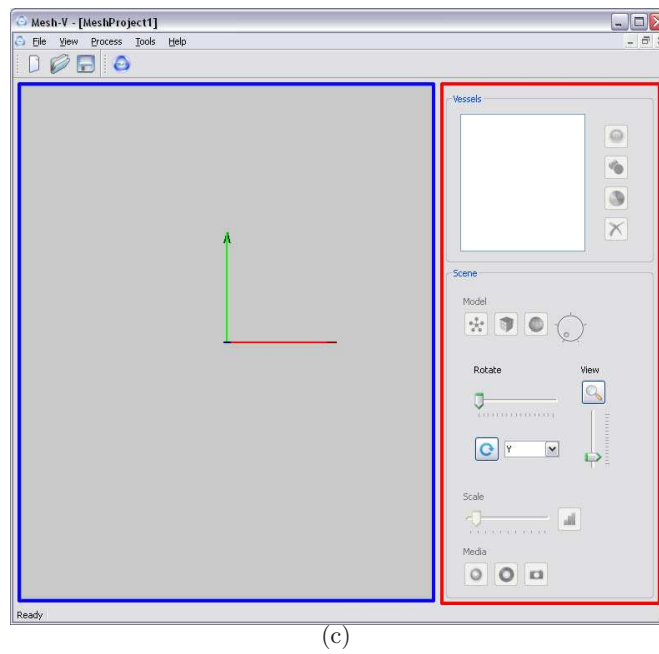 Mesh-V - [MeshProject1]
File View Process Tools Help
Vessels
Scene
Model
Rotate
View
Y
Scale
Media
Ready
(c)